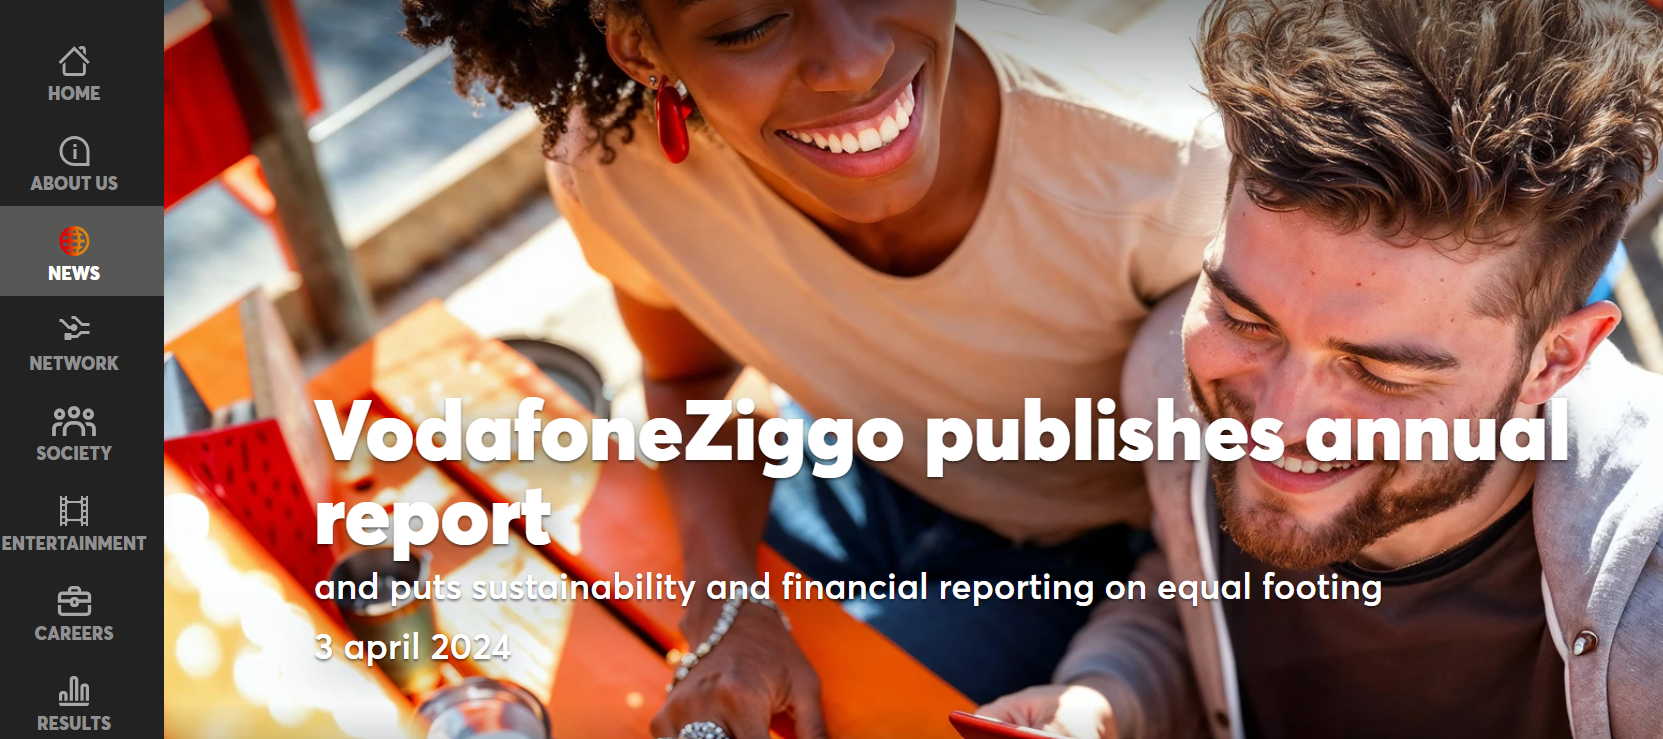 HOME
ABOUT US
NEWS
NETWORK
SOCIETY
ENTERTAINMENT
CAREERS
RESULTS
VodafoneZiggo publishes annual
report
and puts sustainability and financial reporting on equal footing
3 april 2024